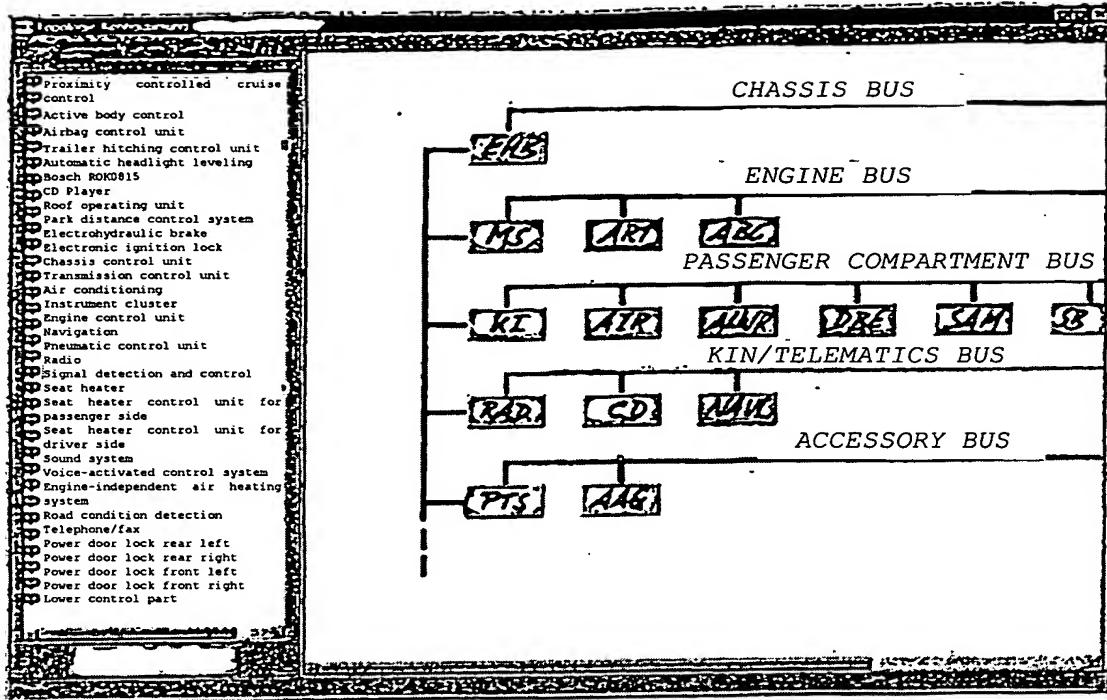 Proximity controlled cruise
control
Active body control
Airbag control unit
Trailer hitching control unit
Automatic headlight leveling
Bosch ROK0815
CD Player
Roof operating unit
Park distance control system
Electrohydraulic brake
Electronic ignition lock
Chassis control unit
Transmission control unit
Air conditioning
Instrument cluster
Engine control unit
Navigation
Pneumatic control unit
Radio
Signal detection and control
Seat heater
Seat heater control unit for
passenger side
Seat heater control unit for
driver side
Sound system
Voice-activated control system
Engine-independent air heating
system
Road condition detection
Telephone/fax
Power door lock rear left
Power door lock rear right
Power door lock front left
Power door lock front right
Lower control part
CHASSIS BUS
ENGINE BUS
MS ART ABC
PASSENGER COMPARTMENT BUS
KI AIR ALWR DBE SAM SB
KIN/TELEMATICS BUS
RAD CD NAVI
ACCESSORY BUS
PTS AAG